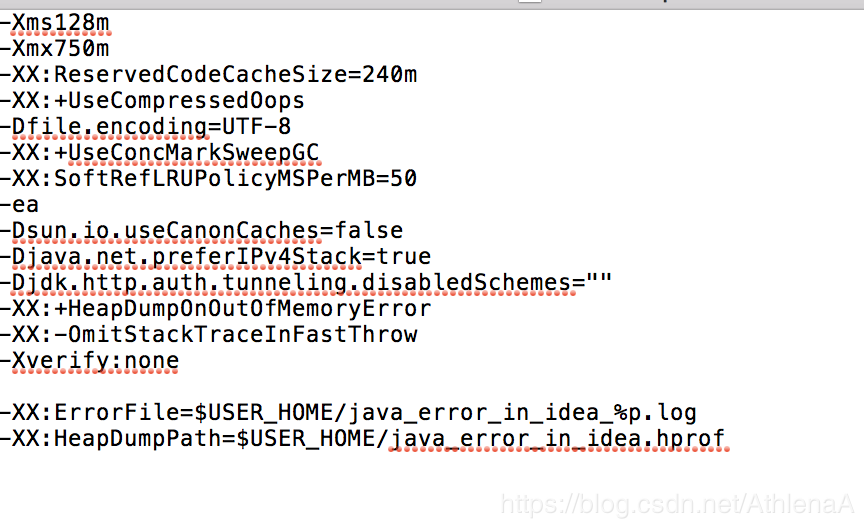 -Xms128m
-Xmx750m
-XX:ReservedCodeCacheSize=240m
-XX:+UseCompressedOops
-Dfile.encoding=UTF-8
-XX:+UseConcMarkSweepGC
-XX:SoftRefLRUPolicyMSPerMB=50
-ea
-Dsun.io.useCanonCaches=false
-Djava.net.preferIPv4Stack=true
-Djdk.http.auth.tunneling.disabledSchemes=""
-XX:+HeapDumpOnOutOfMemoryError
-XX:-OmitStackTraceInFastThrow
-Xverify:none
-XX:ErrorFile=$USER_HOME/java_error_in_idea_%p.log
-XX:HeapDumpPath=$USER_HOME/java_error_in_idea.hprof
https://blog.csdn.net/AthlenaA